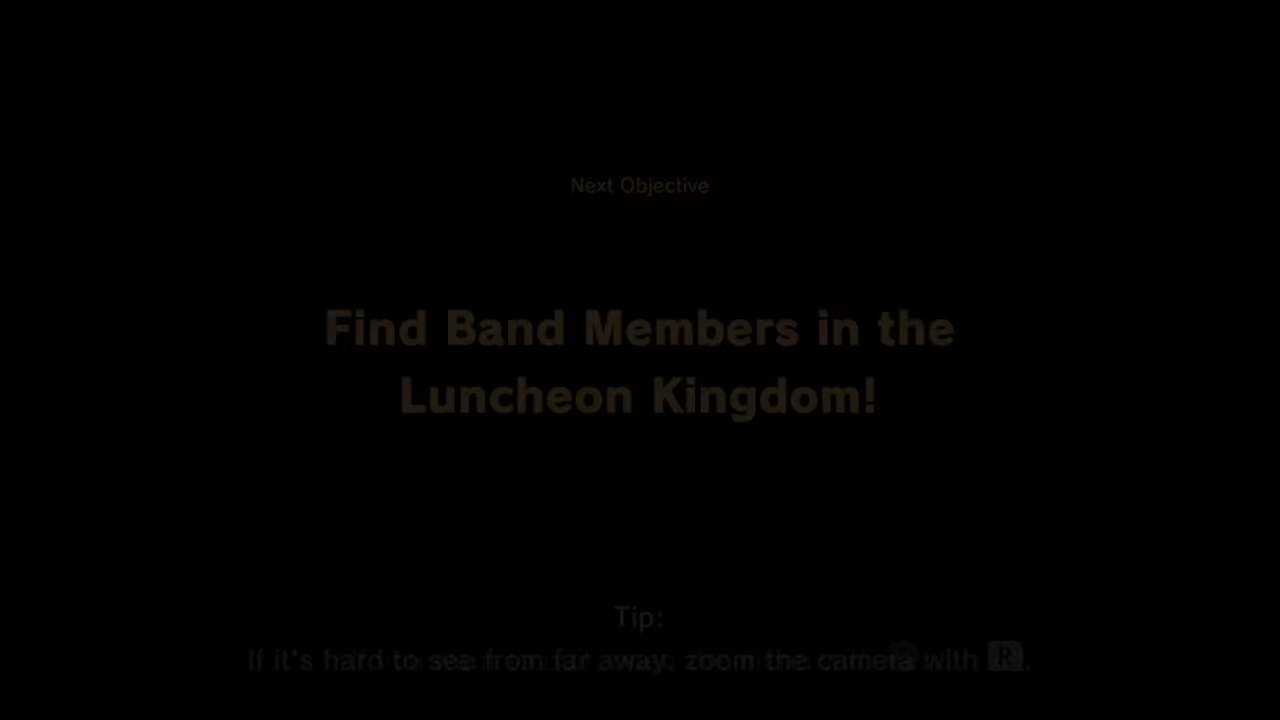 Next Objective
Find Band Members in the
Luncheon Kingdom!
Tip:
If it's hard to see from far away, zoom the camera with R.